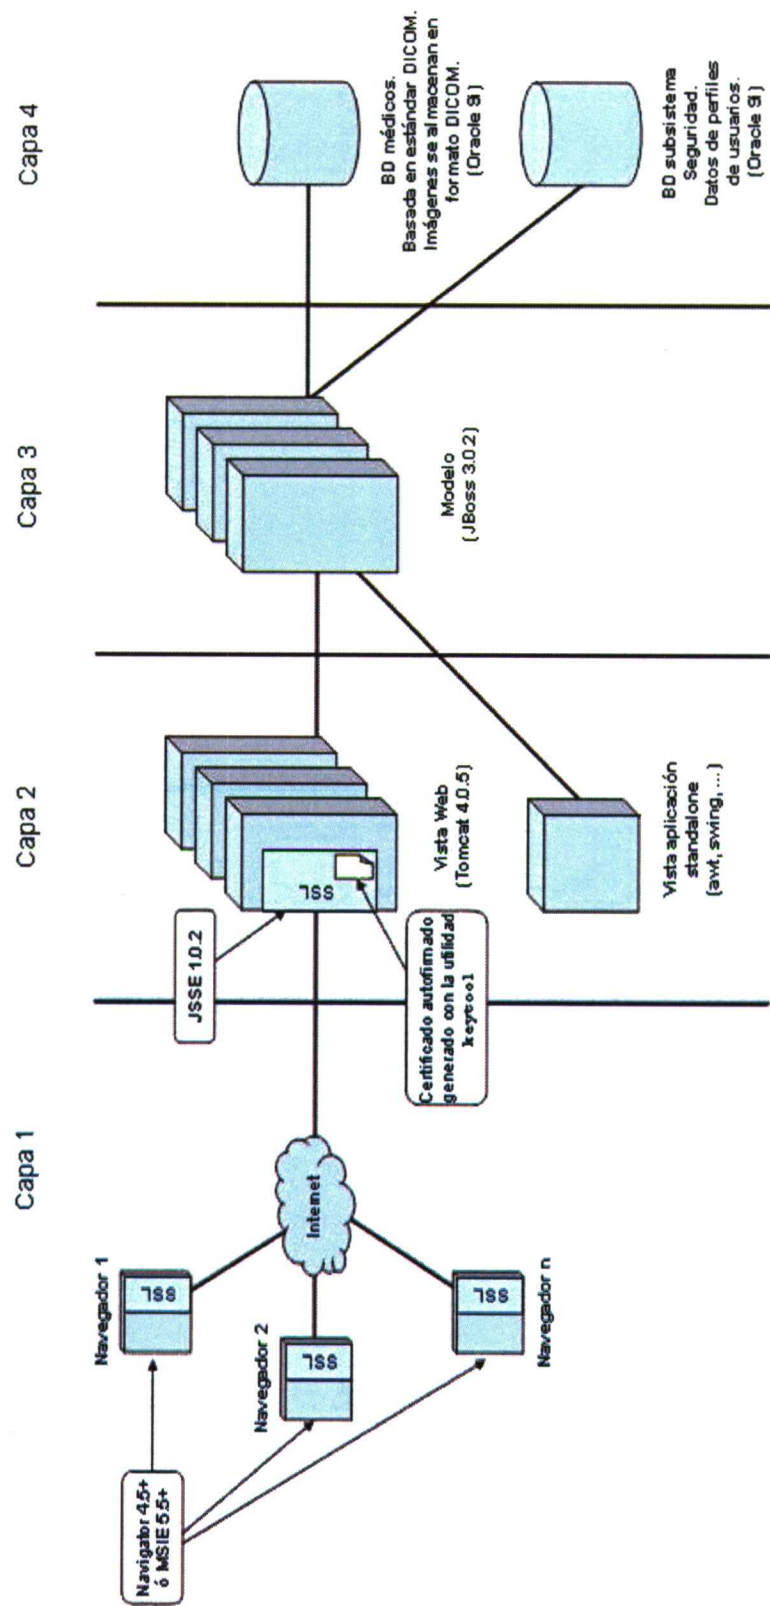 Capa 1
Capa 2
Capa 3
Capa 4
Navigator 4.5+
ó MSIE 5.5+
Navegador 1
SSL
Navegador 2
SSL
Navegador n
SSL
Internet
JSSE 1.0.2
SSL
Certificado autofirmado
generado con la utilidad
keytool
Vista Web
(Tomcat 4.0.5)
Vista aplicación
standalone
(awt, swing, ...)
Modelo
(JBoss 3.0.2)
BD médicos.
Basada en estándar DICOM.
Imágenes se almacenan en
formato DICOM.
(Oracle 9i)
BD subsistema
Seguridad.
Datos de perfiles
de usuarios.
(Oracle 9i)